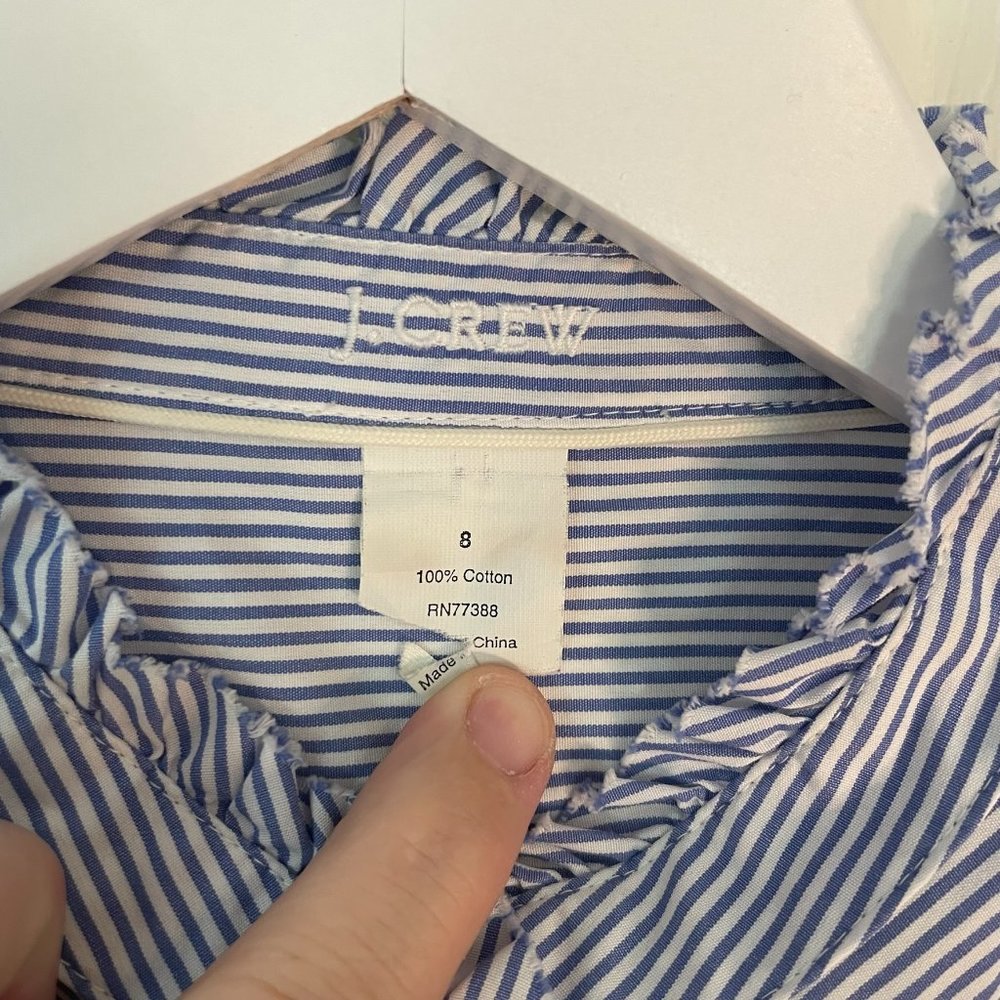 J.CREW
8
100% Cotton
RN77388
Made China